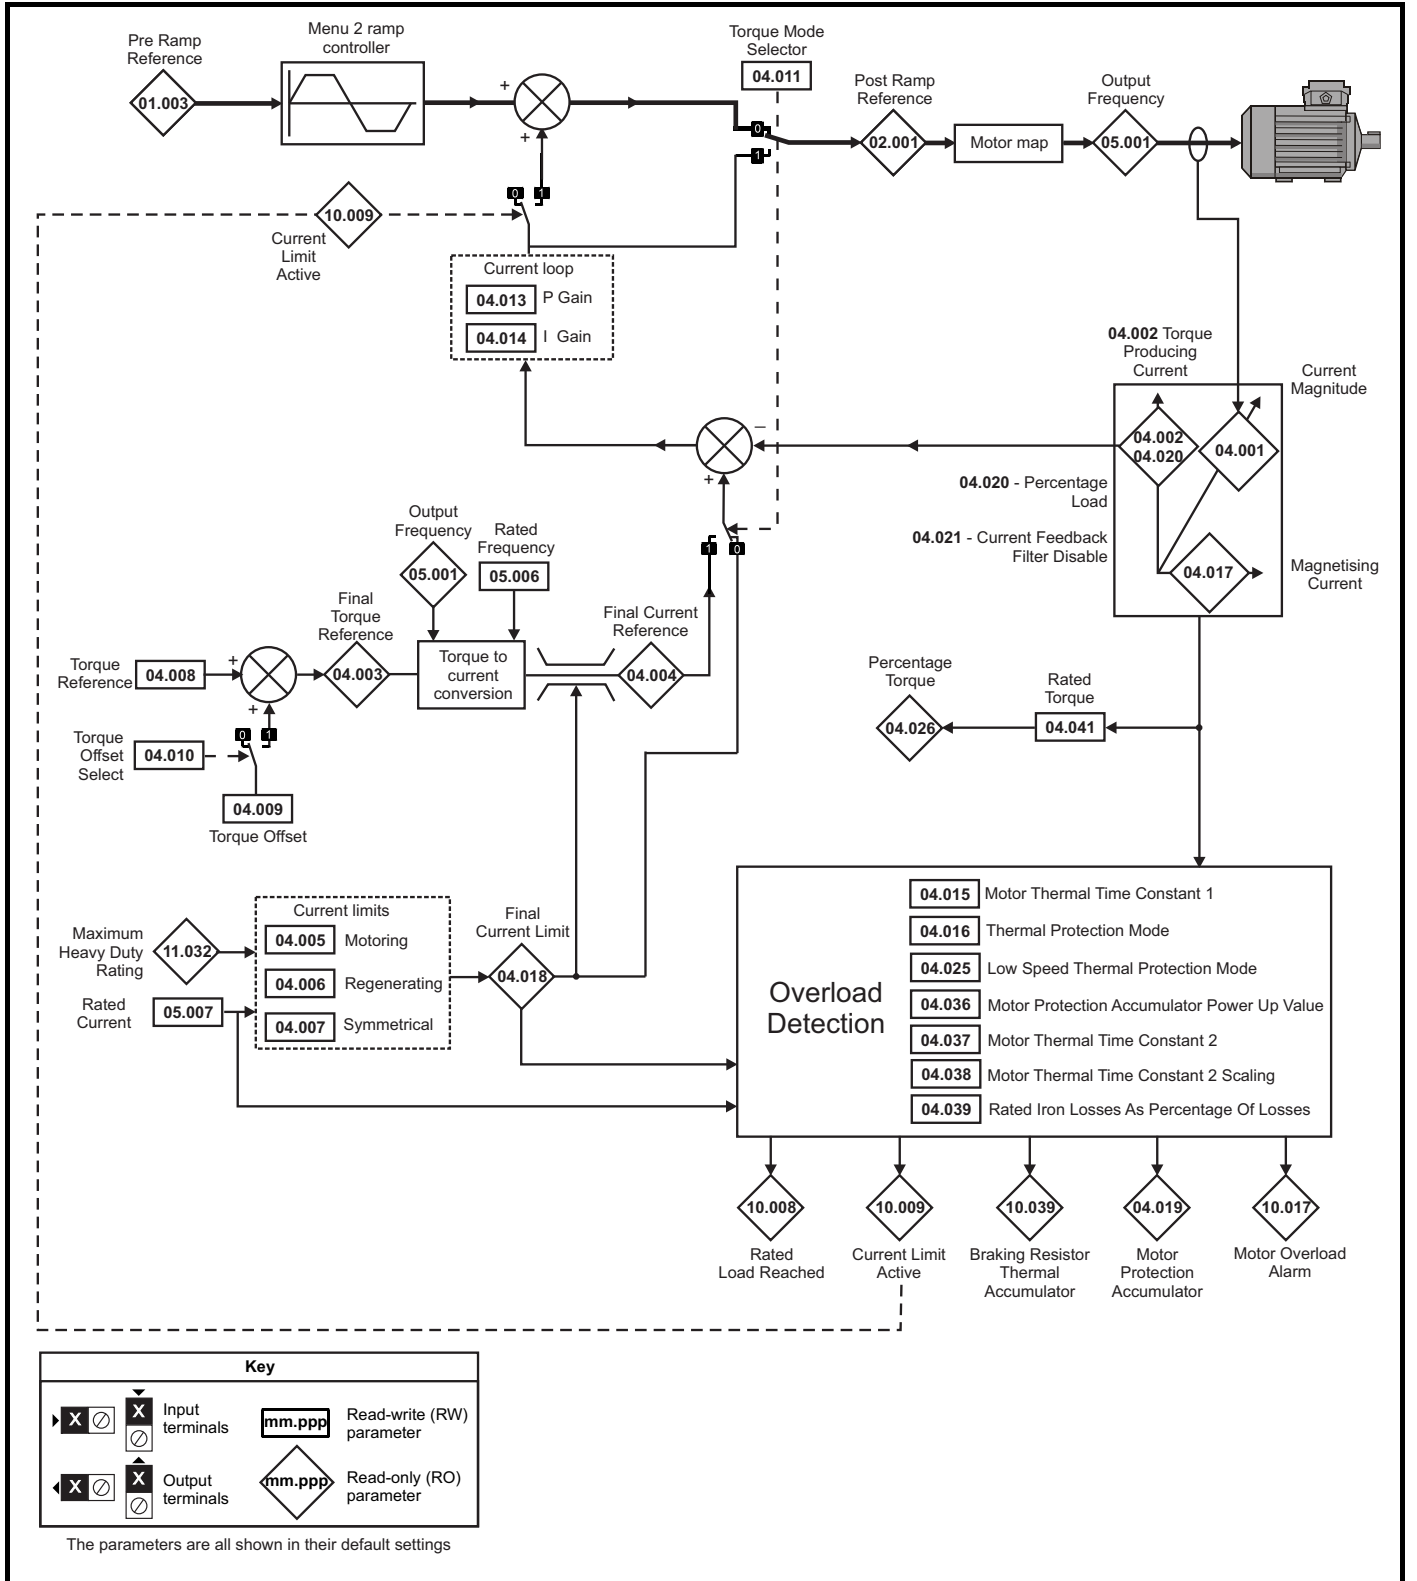 Pre Ramp
Reference
01.003
Menu 2 ramp
controller
+
+
Torque Mode
Selector
04.011
0
1
Post Ramp
Reference
02.001
Motor map
Output
Frequency
05.001
0
1
10.009
Current
Limit
Active
Current loop
04.013 P Gain
04.014 I Gain
04.002 Torque
Producing
Current
Current
Magnitude
04.002
04.020
04.001
04.020 - Percentage
Load
04.021 - Current Feedback
Filter Disable
04.017
Magnetising
Current
–
+
1
0
Output
Frequency
05.001
Rated
Frequency
05.006
Final
Torque
Reference
04.003
Torque to
current
conversion
Final Current
Reference
04.004
Torque
Reference
04.008
+
+
0
1
Torque
Offset
Select
04.010
04.009
Torque Offset
Percentage
Torque
04.026
Rated
Torque
04.041
Maximum
Heavy Duty
Rating
11.032
Rated
Current
05.007
Current limits
04.005 Motoring
04.006 Regenerating
04.007 Symmetrical
Final
Current Limit
04.018
Overload
Detection
04.015 Motor Thermal Time Constant 1
04.016 Thermal Protection Mode
04.025 Low Speed Thermal Protection Mode
04.036 Motor Protection Accumulator Power Up Value
04.037 Motor Thermal Time Constant 2
04.038 Motor Thermal Time Constant 2 Scaling
04.039 Rated Iron Losses As Percentage Of Losses
10.008
Rated
Load Reached
10.009
Current Limit
Active
10.039
Braking Resistor
Thermal
Accumulator
04.019
Motor
Protection
Accumulator
10.017
Motor Overload
Alarm
Key
X
X
Input
terminals
mm.ppp
Read-write (RW)
parameter
X
X
Output
terminals
mm.ppp
Read-only (RO)
parameter
The parameters are all shown in their default settings